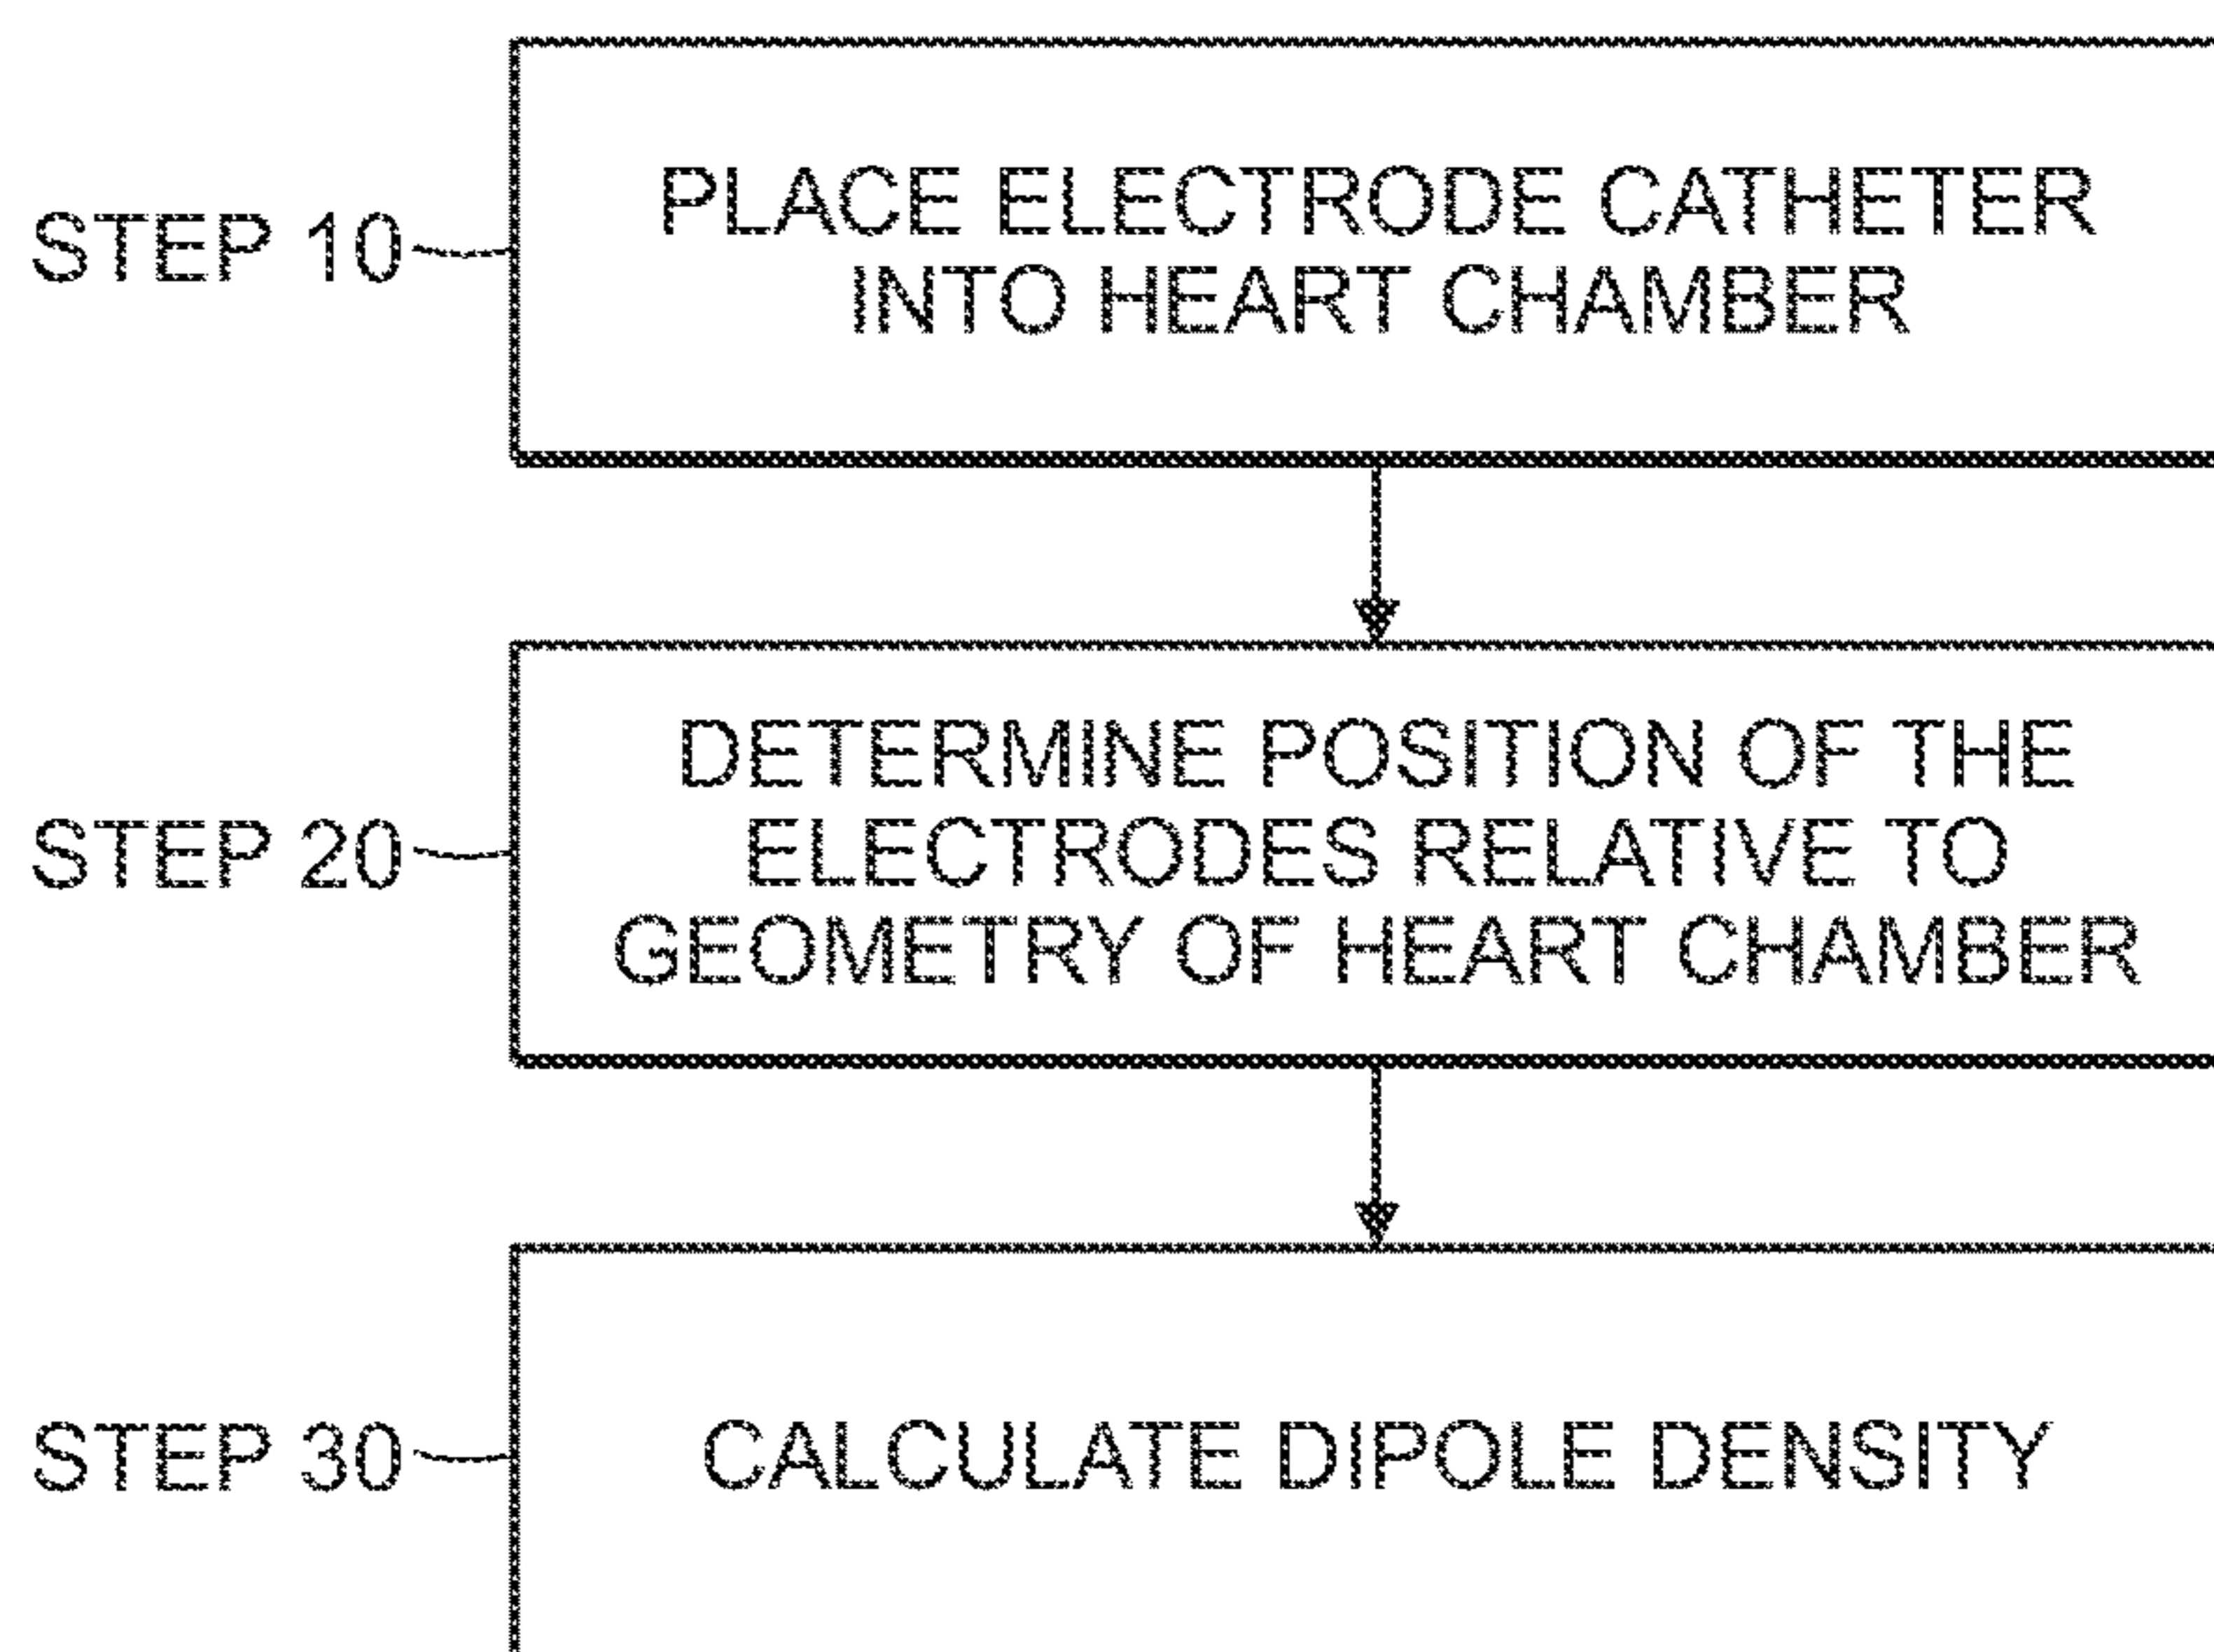 STEP 10
PLACE ELECTRODE CATHETER
INTO HEART CHAMBER
STEP 20
DETERMINE POSITION OF THE
ELECTRODES RELATIVE TO
GEOMETRY OF HEART CHAMBER
STEP 30
CALCULATE DIPOLE DENSITY